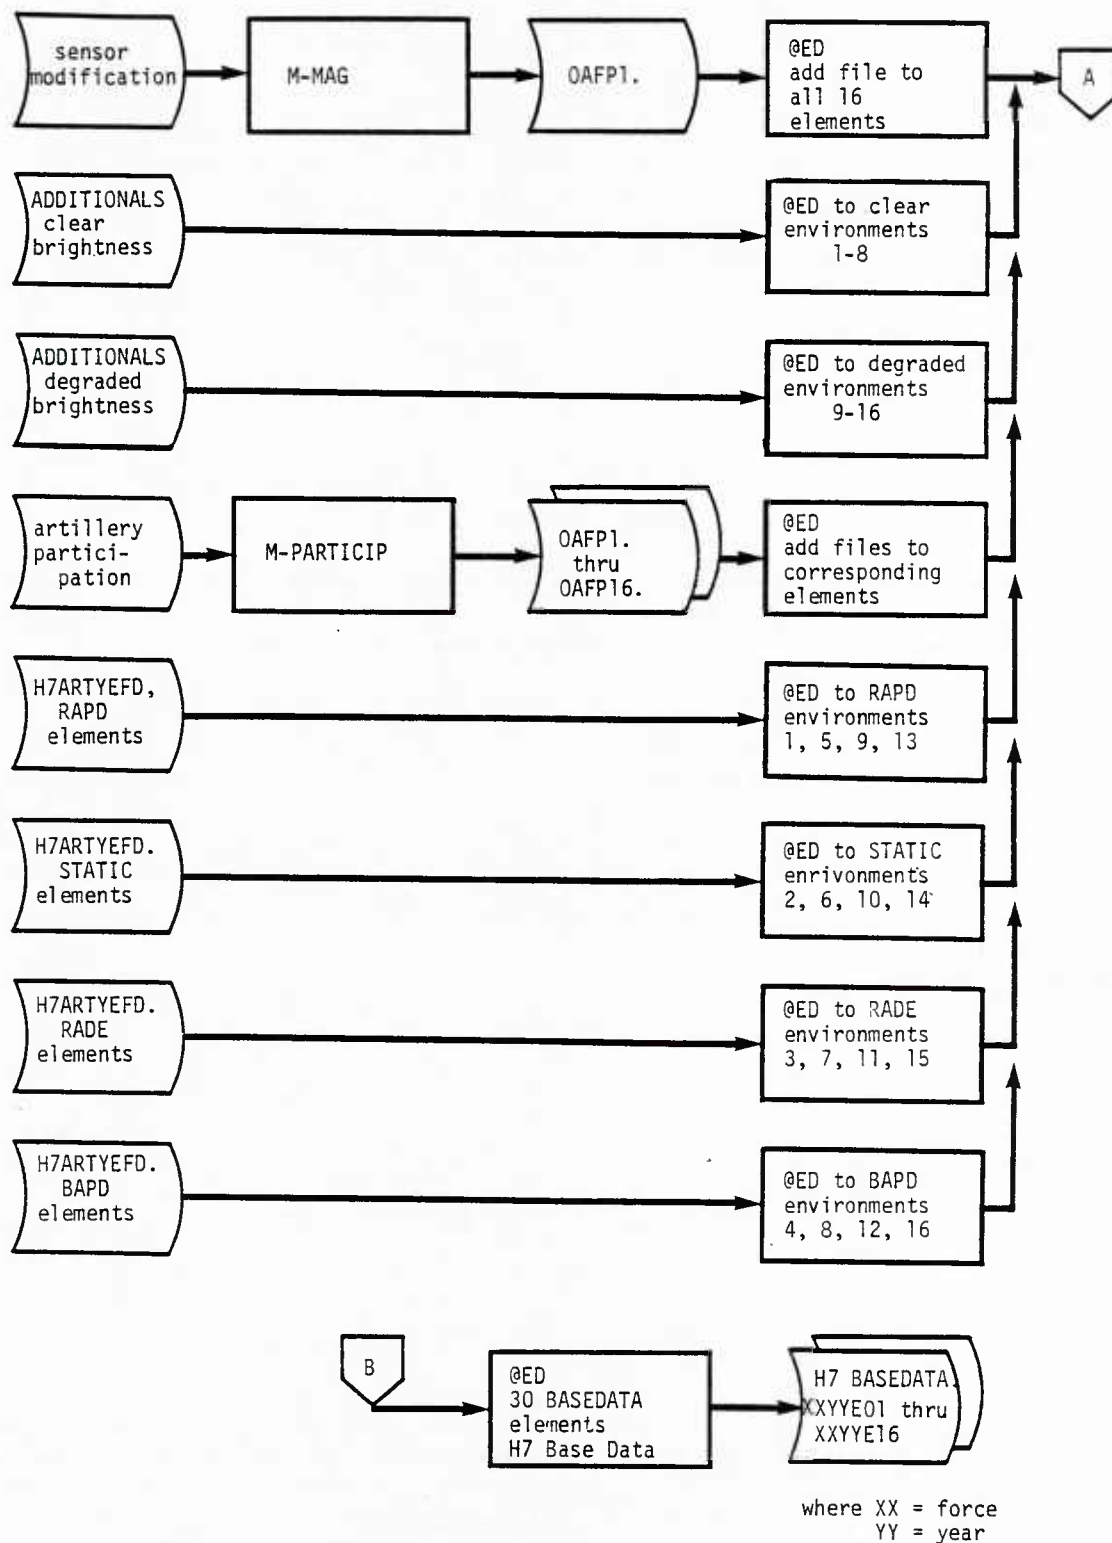 sensor
modification
M-MAG
OAFP1.
@ED
add file to
all 16
elements
A
ADDITIONALS
clear
brightness
@ED to clear
environments
1-8
ADDITIONALS
degraded
brightness
@ED to degraded
environments
9-16
artillery
partici-
pation
M-PARTICIP
OAFP1.
thru
OAFP16.
@ED
add files to
corresponding
elements
H7ARTYEFD,
RAPD
elements
@ED to RAPD
environments
1, 5, 9, 13
H7ARTYEFD.
STATIC
elements
@ED to STATIC
enrivonments
2, 6, 10, 14
H7ARTYEFD.
RADE
elements
@ED to RADE
environments
3, 7, 11, 15
H7ARTYEFD.
BAPD
elements
@ED to BAPD
environments
4, 8, 12, 16
B
@ED
30 BASEDATA
elements
H7 Base Data
H7 BASEDATA.
XXYYE01 thru
XXYYE16
where XX = force
YY = year